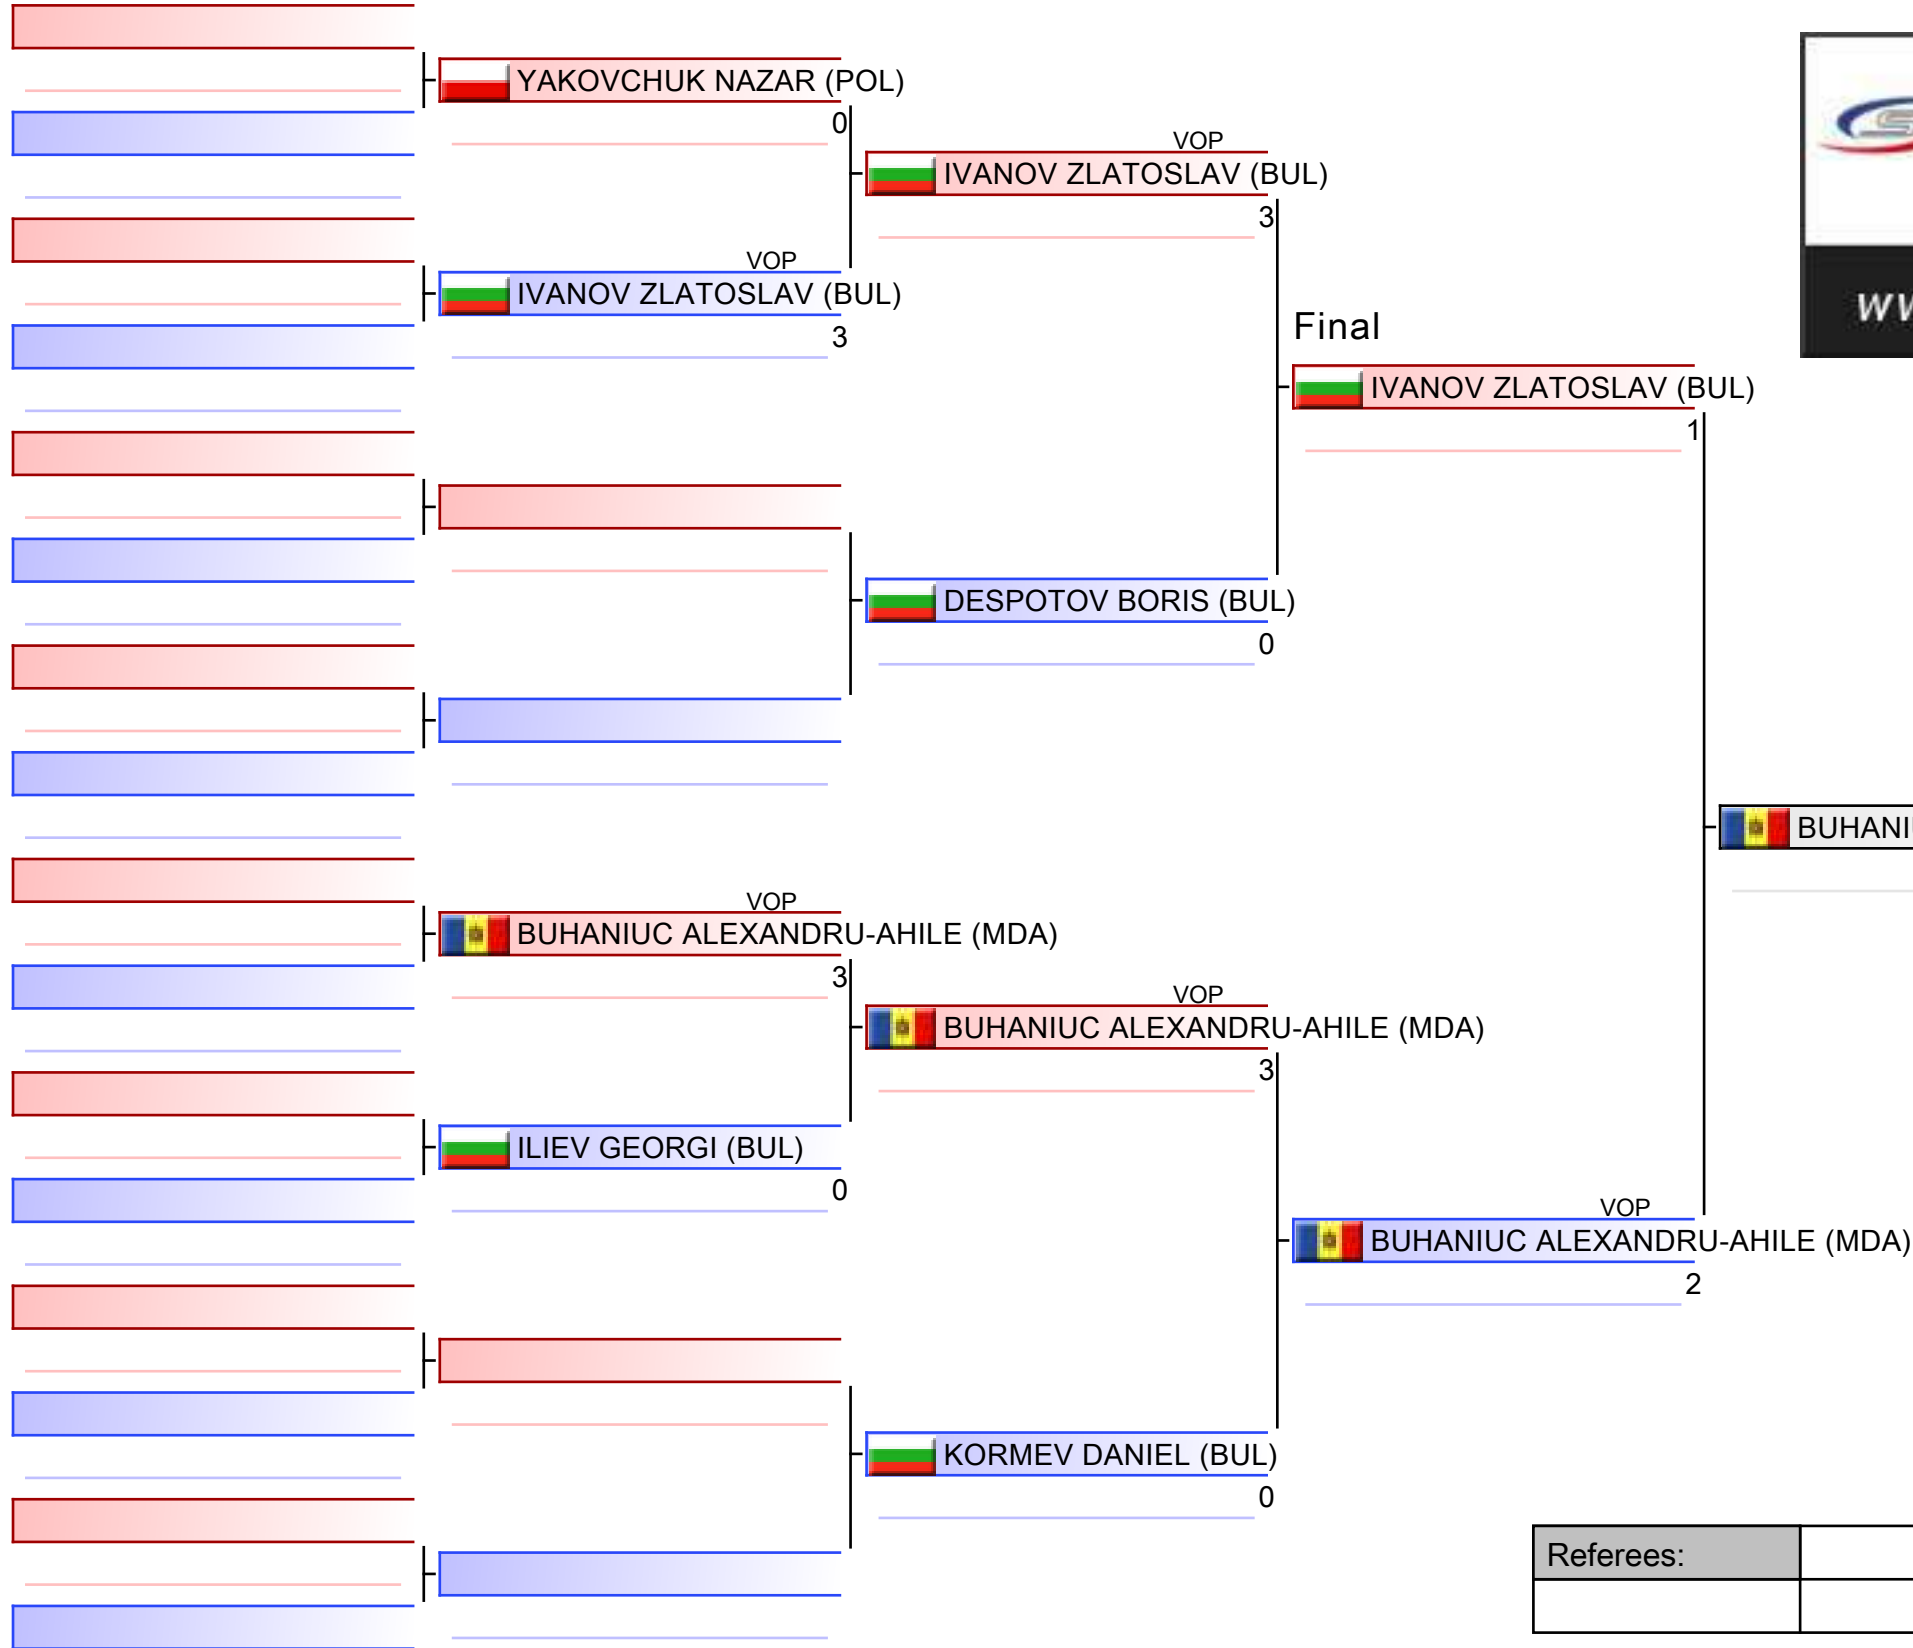 YAKOVCHUK NAZAR (POL)
0
VOP
IVANOV ZLATOSLAV (BUL)
3
VOP
IVANOV ZLATOSLAV (BUL)
3
DESPOTOV BORIS (BUL)
0
Final
IVANOV ZLATOSLAV (BUL)
1
VOP
BUHANIUC ALEXANDRU-AHILE (MDA)
3
ILIEV GEORGI (BUL)
0
VOP
BUHANIUC ALEXANDRU-AHILE (MDA)
3
KORMEV DANIEL (BUL)
0
VOP
BUHANIUC ALEXANDRU-AHILE (MDA)
2
Referees: